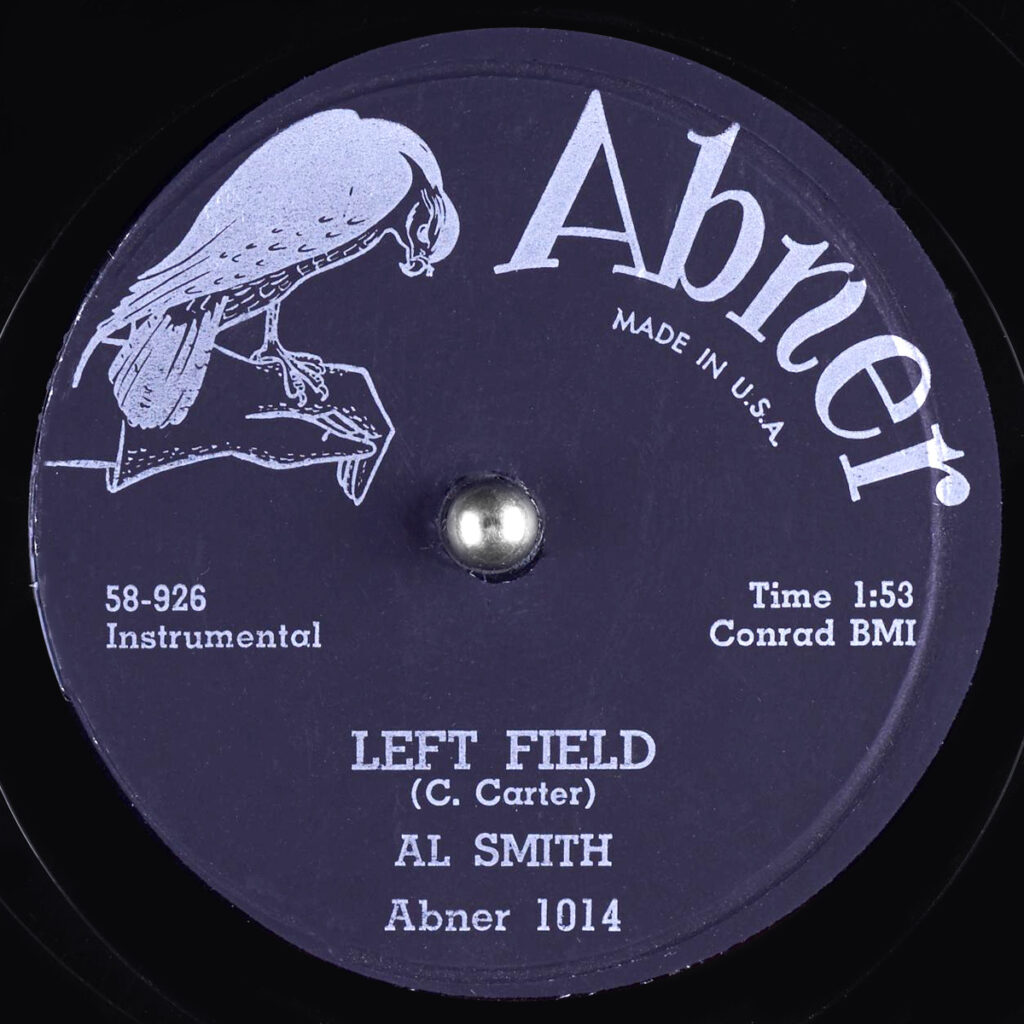 Abner
MADE IN U.S.A.
58-926
Instrumental
Time 1:53
Conrad BMI
LEFT FIELD
(C. Carter)
AL SMITH
Abner 1014